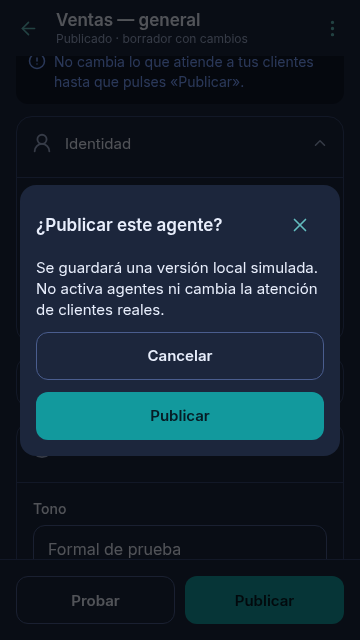 Ventas — general
Publicado · borrador con cambios
No cambia lo que atiende a tus clientes
hasta que pulses «Publicar».
Identidad
¿Publicar este agente?
Se guardará una versión local simulada.
No activa agentes ni cambia la atención
de clientes reales.
Cancelar
Publicar
Tono
Formal de prueba
Probar
Publicar